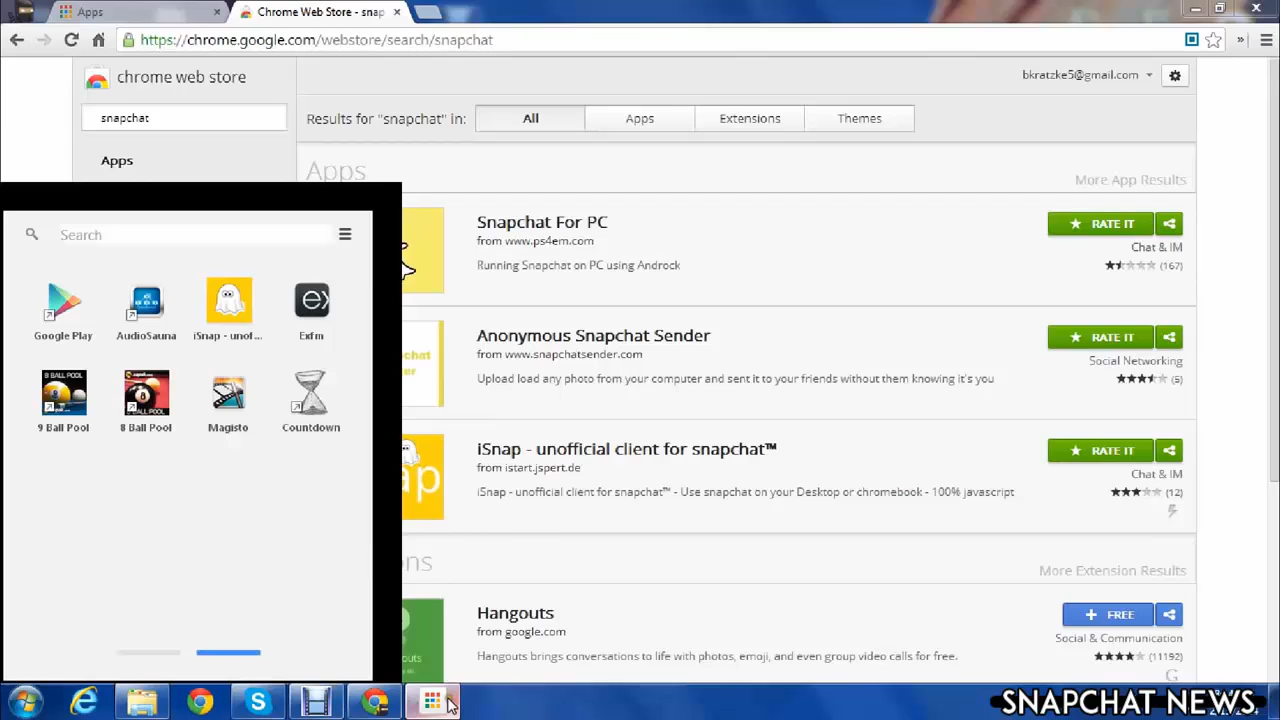 Apps
Chrome Web Store - snap
https://chrome.google.com/webstore/search/snapchat
chrome web store
bkratzke5@gmail.com
snapchat
Results for "snapchat" in:
All
Apps
Extensions
Themes
Apps
Apps
More App Results
Snapchat For PC
from www.ps4em.com
Running Snapchat on PC using Androck
RATE IT
Chat & IM
(167)
Anonymous Snapchat Sender
from www.snapchatsender.com
Upload load any photo from your computer and sent it to your friends without them knowing it's you
RATE IT
Social Networking
(5)
iSnap - unofficial client for snapchat™
from istart.jspert.de
iSnap - unofficial client for snapchat™ - Use snapchat on your Desktop or chromebook - 100% javascript
RATE IT
Chat & IM
(12)
ons
More Extension Results
Hangouts
from google.com
Hangouts brings conversations to life with photos, emoji, and even group video calls for free.
FREE
Social & Communication
(11192)
Search
Google Play
AudioSauna
iSnap - unof...
Exfm
9 Ball Pool
8 Ball Pool
Magisto
Countdown
SNAPCHAT NEWS